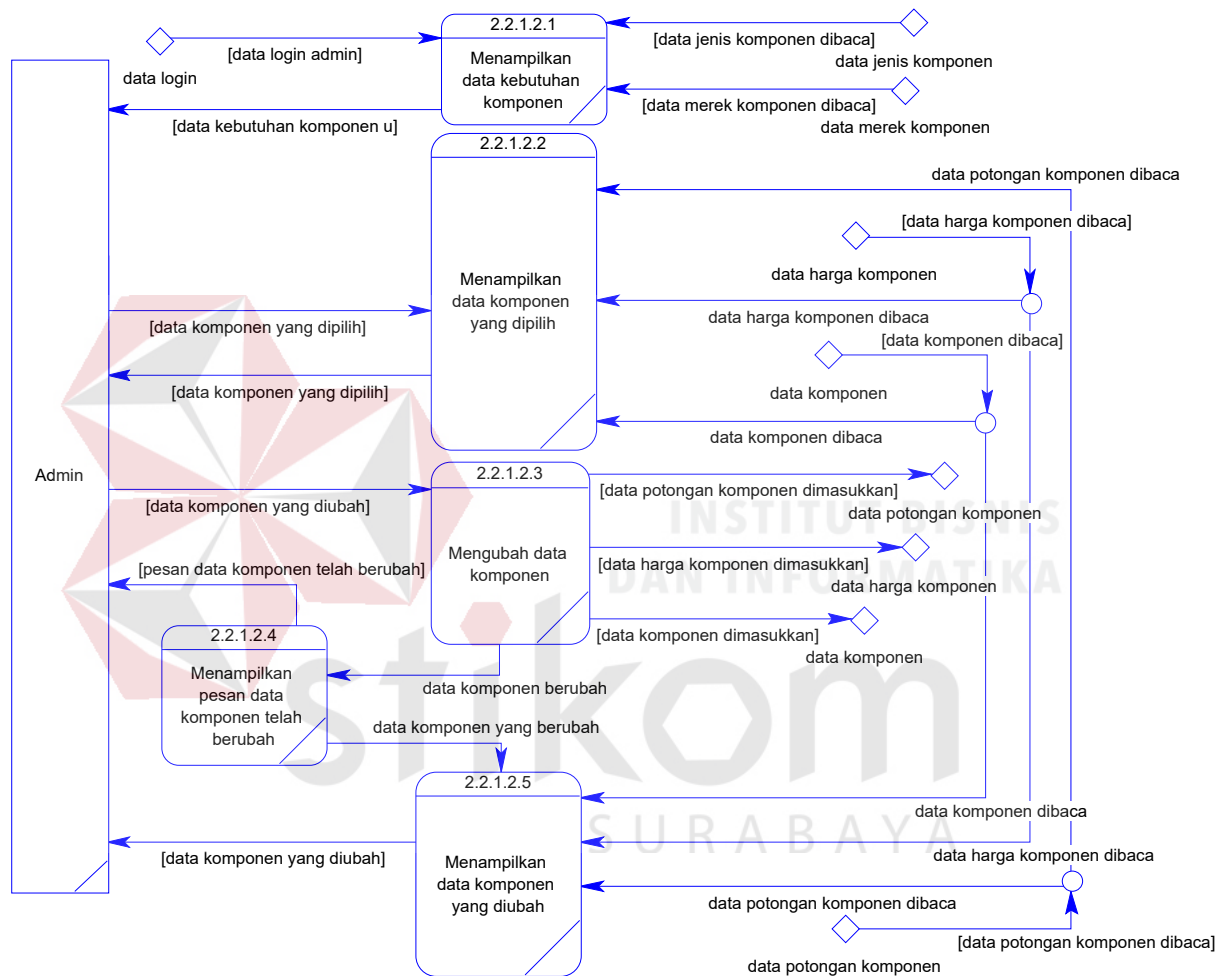 2.2.1.2.1
[data login admin]
[data jenis komponen dibaca]
Menampilkan
data kebutuhan
komponen
data jenis komponen
data login
[data merek komponen dibaca]
[data kebutuhan komponen u]
data merek komponen
2.2.1.2.2
data potongan komponen dibaca
[data harga komponen dibaca]
data harga komponen
Menampilkan
data komponen
yang dipilih
[data komponen yang dipilih]
data harga komponen dibaca
[data komponen dibaca]
[data komponen yang dipilih]
data komponen
data komponen dibaca
Admin
2.2.1.2.3
[data potongan komponen dimasukkan]
[data komponen yang diubah]
data potongan komponen
INSTITUT BISNIS
DAN INFORMATIKA
Mengubah data
komponen
[pesan data komponen telah berubah]
[data harga komponen dimasukkan]
data harga komponen
2.2.1.2.4
[data komponen dimasukkan]
data komponen
Menampilkan
pesan data
komponen telah
berubah
data komponen berubah
data komponen yang berubah
stikom
SURABAYA
2.2.1.2.5
data komponen dibaca
[data komponen yang diubah]
Menampilkan
data komponen
yang diubah
data harga komponen dibaca
data potongan komponen dibaca
[data potongan komponen dibaca]
data potongan komponen